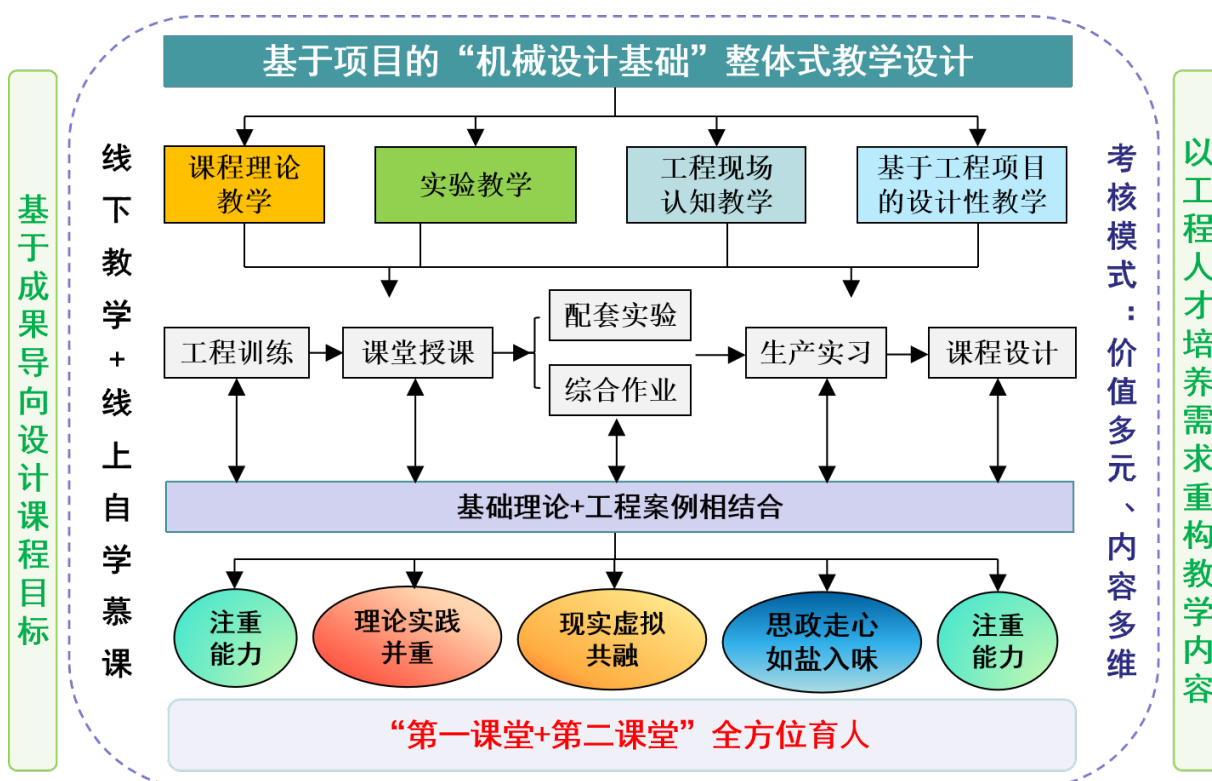 基于项目的“机械设计基础”整体式教学设计
基于成果导向设计课程目标
线下教学+线上自学慕课
课程理论
教学
实验教学
工程现场
认知教学
基于工程项目
的设计性教学
工程训练
课堂授课
配套实验
综合作业
生产实习
课程设计
基础理论+工程案例相结合
注重
能力
理论实践
并重
现实虚拟
共融
思政走心
如盐入味
注重
能力
“第一课堂+第二课堂”全方位育人
考核模式：价值多元、内容多维
以工程人才培养需求重构教学内容